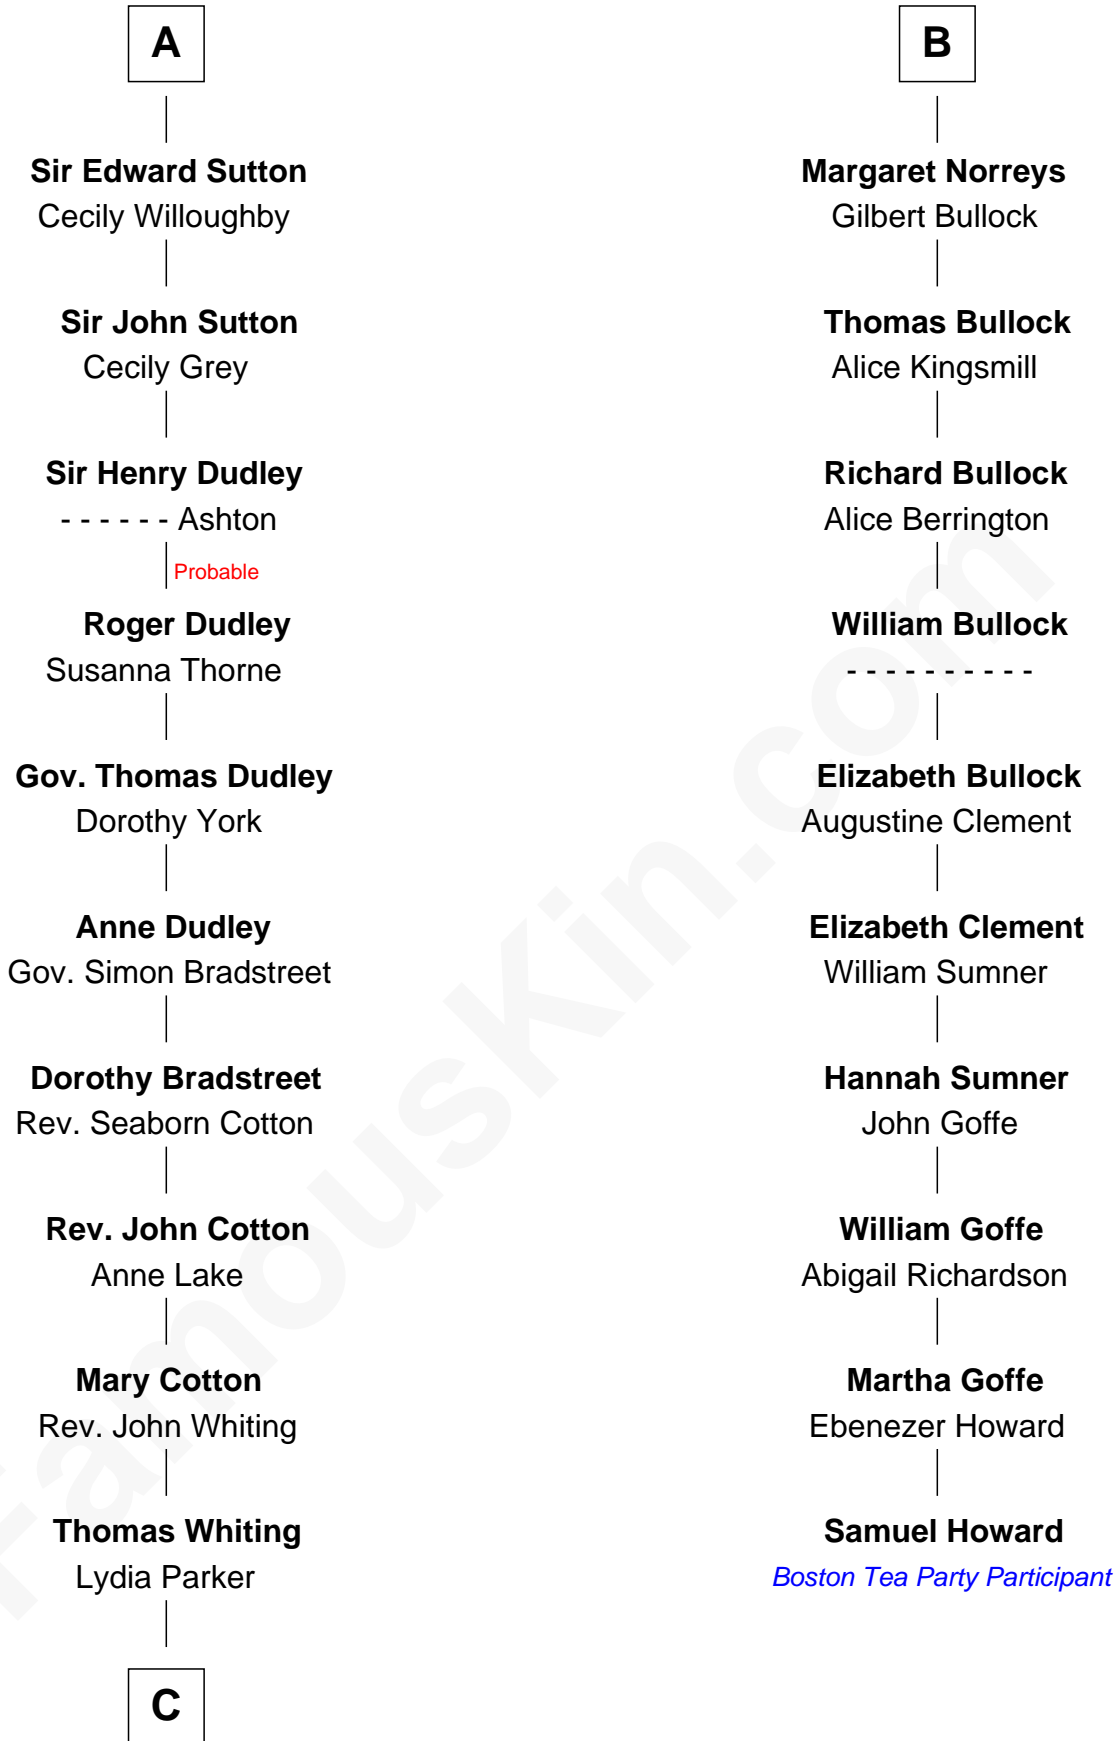 A
Sir Edward Sutton
Cecily Willoughby
Sir John Sutton
Cecily Grey
Sir Henry Dudley
- - - - - - Ashton
Probable
Roger Dudley
Susanna Thorne
Gov. Thomas Dudley
Dorothy York
Anne Dudley
Gov. Simon Bradstreet
Dorothy Bradstreet
Rev. Seaborn Cotton
Rev. John Cotton
Anne Lake
Mary Cotton
Rev. John Whiting
Thomas Whiting
Lydia Parker
C
B
Margaret Norreys
Gilbert Bullock
Thomas Bullock
Alice Kingsmill
Richard Bullock
Alice Berrington
William Bullock
- - - - - - - - - -
Elizabeth Bullock
Augustine Clement
Elizabeth Clement
William Sumner
Hannah Sumner
John Goffe
William Goffe
Abigail Richardson
Martha Goffe
Ebenezer Howard
Samuel Howard
Boston Tea Party Participant
FamousKin.com